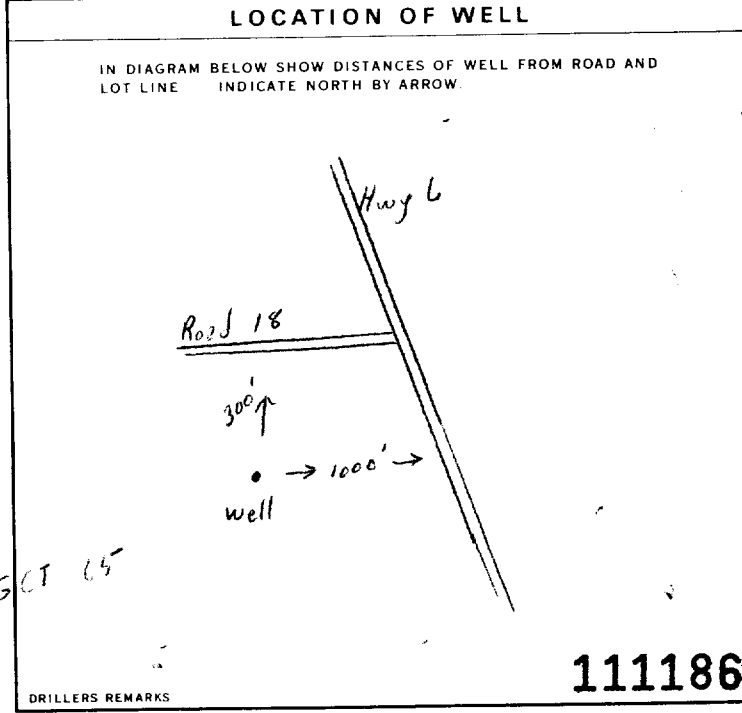 LOCATION OF WELL
IN DIAGRAM BELOW SHOW DISTANCES OF WELL FROM ROAD AND
LOT LINE INDICATE NORTH BY ARROW.
Hwy 6
Road 18
300'
→ 1000' →
well
DRILLERS REMARKS
111186